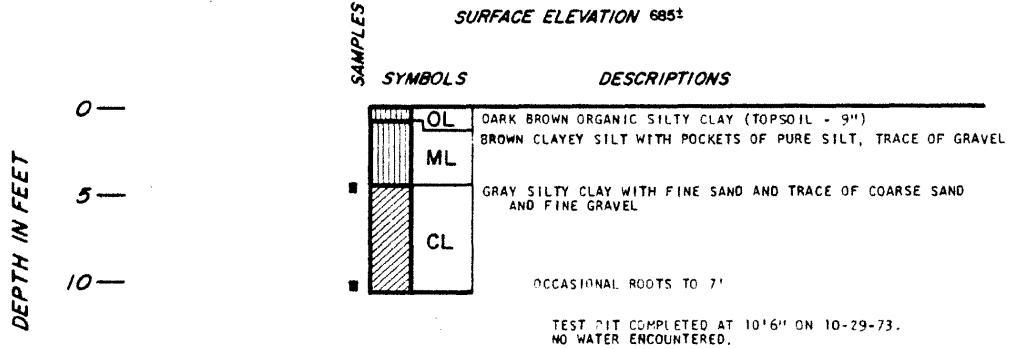 SURFACE ELEVATION 685±
SAMPLES
SYMBOLS
DESCRIPTIONS
DEPTH IN FEET
0
OL
DARK BROWN ORGANIC SILTY CLAY (TOPSOIL - 9")
BROWN CLAYEY SILT WITH POCKETS OF PURE SILT, TRACE OF GRAVEL
ML
5
GRAY SILTY CLAY WITH FINE SAND AND TRACE OF COARSE SAND
AND FINE GRAVEL
CL
10
OCCASIONAL ROOTS TO 7'
TEST PIT COMPLETED AT 10'6" ON 10-29-73.
NO WATER ENCOUNTERED.